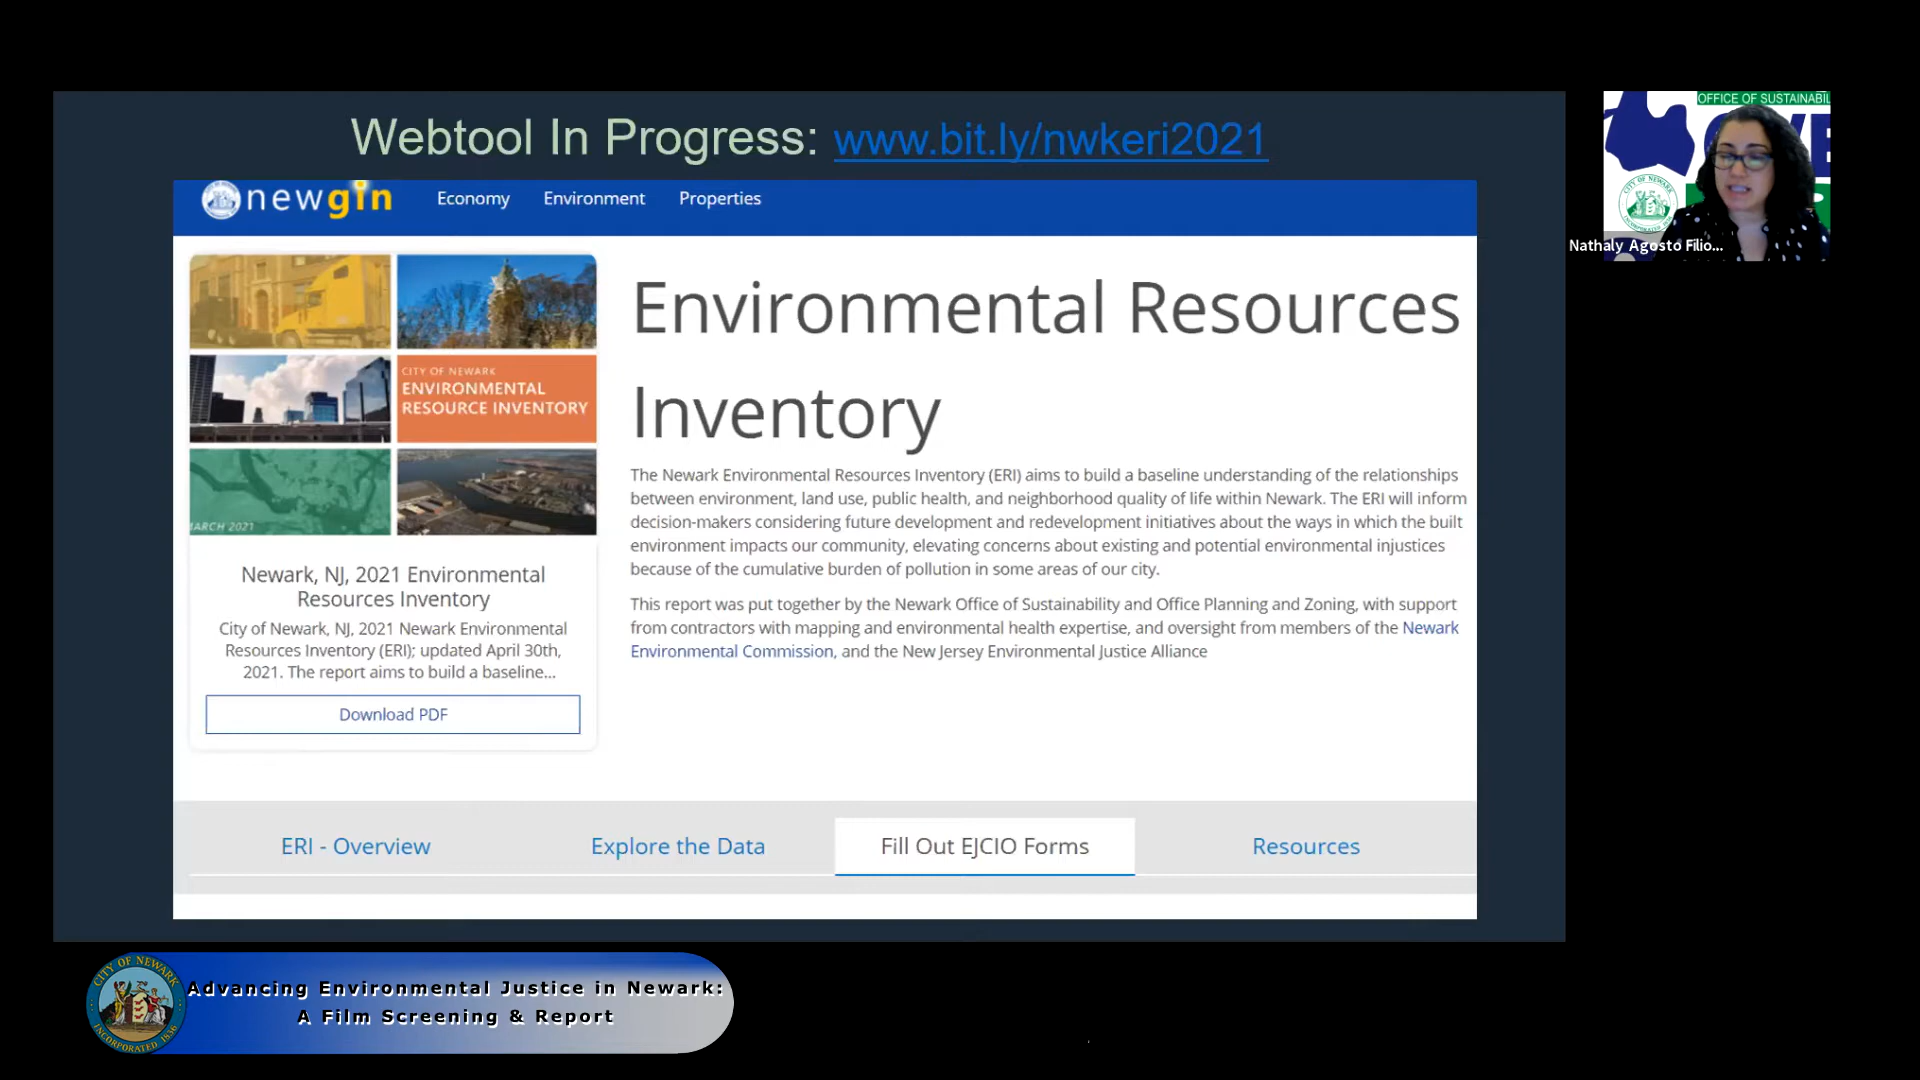 Webtool In Progress: www.bit.ly/nwkeri2021
newgin
Economy
Environment
Properties
CITY OF NEWARK
ENVIRONMENTAL
RESOURCE INVENTORY
MARCH 2021
Newark, NJ, 2021 Environmental
Resources Inventory
City of Newark, NJ, 2021 Newark Environmental
Resources Inventory (ERI); updated April 30th,
2021. The report aims to build a baseline...
Download PDF
Environmental Resources
Inventory
The Newark Environmental Resources Inventory (ERI) aims to build a baseline understanding of the relationships
between environment, land use, public health, and neighborhood quality of life within Newark. The ERI will inform
decision-makers considering future development and redevelopment initiatives about the ways in which the built
environment impacts our community, elevating concerns about existing and potential environmental injustices
because of the cumulative burden of pollution in some areas of our city.
This report was put together by the Newark Office of Sustainability and Office Planning and Zoning, with support
from contractors with mapping and environmental health expertise, and oversight from members of the Newark
Environmental Commission, and the New Jersey Environmental Justice Alliance
ERI - Overview
Explore the Data
Fill Out EJCIO Forms
Resources
OFFICE OF SUSTAINABIL
CITY OF NEWARK
Nathaly Agosto Filio...
CITY OF NEWARK
INCORPORATED 1836
Advancing Environmental Justice in Newark:
A Film Screening & Report